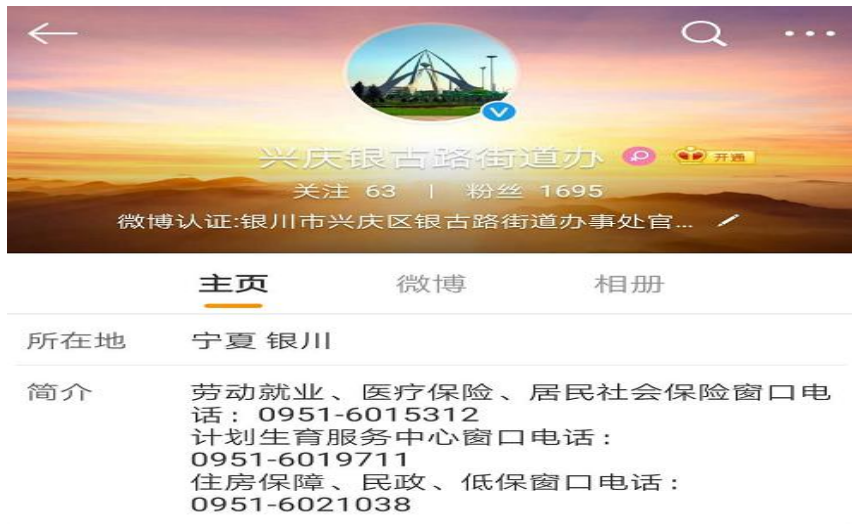 兴庆银古路街道办
开通
关注 63 | 粉丝 1695
微博认证:银川市兴庆区银古路街道办事处官...
主页 微博 相册
所在地 宁夏 银川
简介 劳动就业、医疗保险、居民社会保险窗口电
话：0951-6015312
计划生育服务中心窗口电话：
0951-6019711
住房保障、民政、低保窗口电话：
0951-6021038